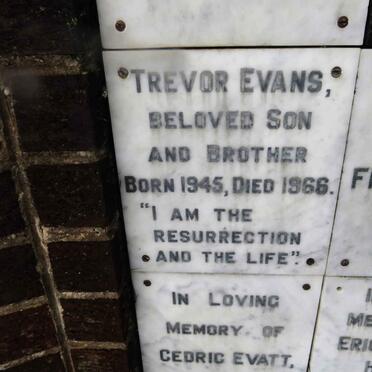 TREVOR EVANS,
BELOVED SON
AND BROTHER
BORN 1945, DIED 1966.
"I AM THE
RESURRECTION
AND THE LIFE".
IN LOVING
MEMORY OF
CEDRIC EVATT,